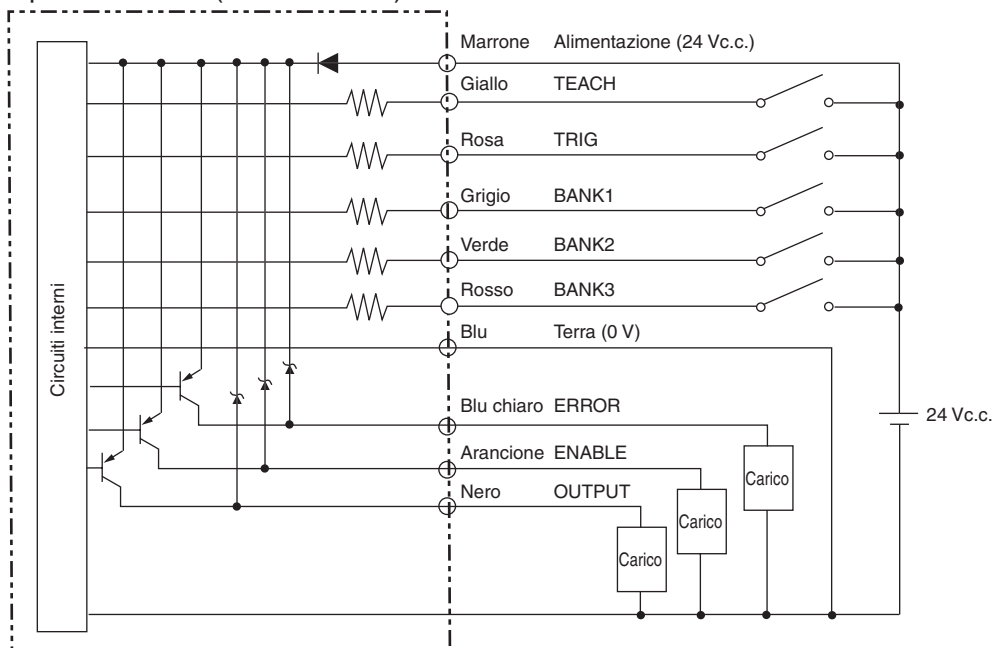 Marrone Alimentazione (24 Vc.c.)
Giallo TEACH
Rosa TRIG
Grigio BANK1
Verde BANK2
Rosso BANK3
Blu Terra (0 V)
Circuiti interni
Blu chiaro ERROR
24 Vc.c.
Arancione ENABLE
Carico
Nero OUTPUT
Carico
Carico